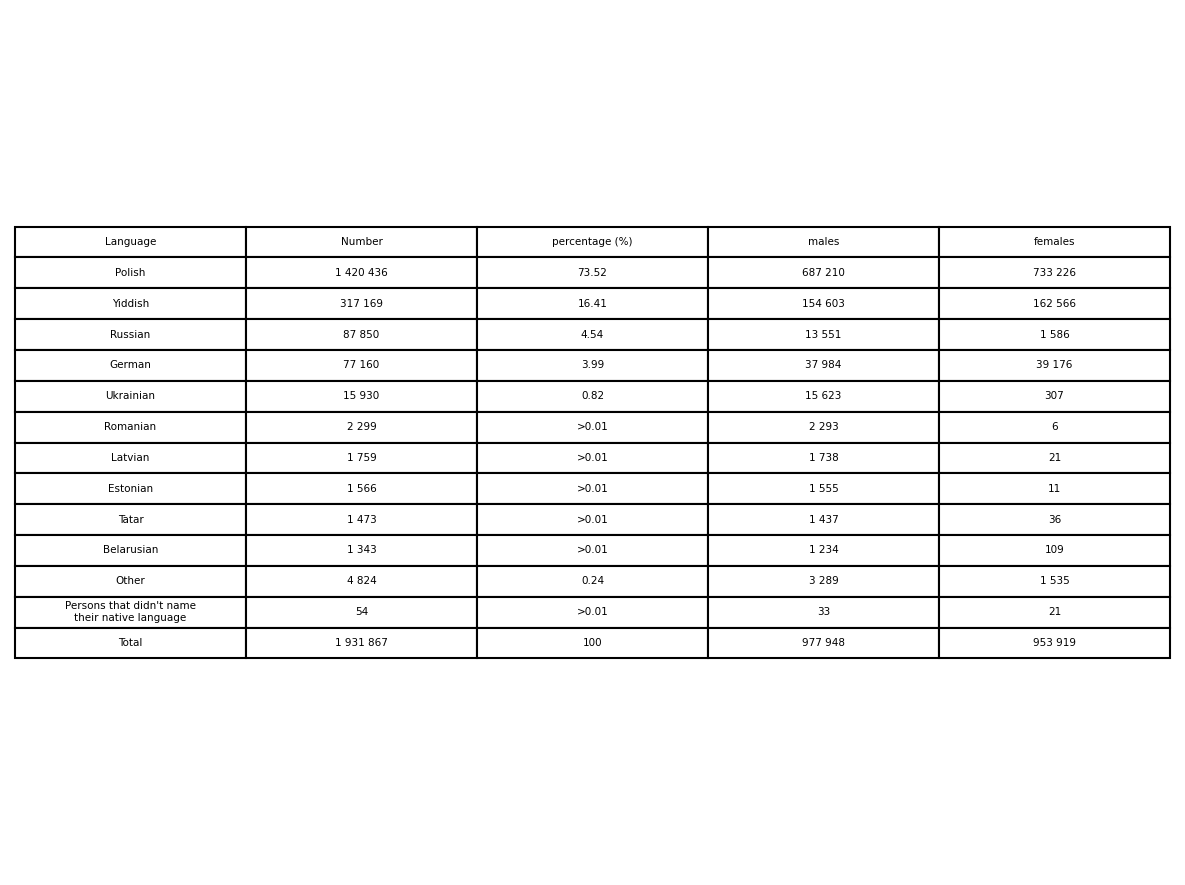 Language Number percentage (%) males females
Polish 1 420 436 73.52 687 210 733 226
Yiddish 317 169 16.41 154 603 162 566
Russian 87 850 4.54 13 551 1 586
German 77 160 3.99 37 984 39 176
Ukrainian 15 930 0.82 15 623 307
Romanian 2 299 >0.01 2 293 6
Latvian 1 759 >0.01 1 738 21
Estonian 1 566 >0.01 1 555 11
Tatar 1 473 >0.01 1 437 36
Belarusian 1 343 >0.01 1 234 109
Other 4 824 0.24 3 289 1 535
Persons that didn't name
their native language 54 >0.01 33 21
Total 1 931 867 100 977 948 953 919